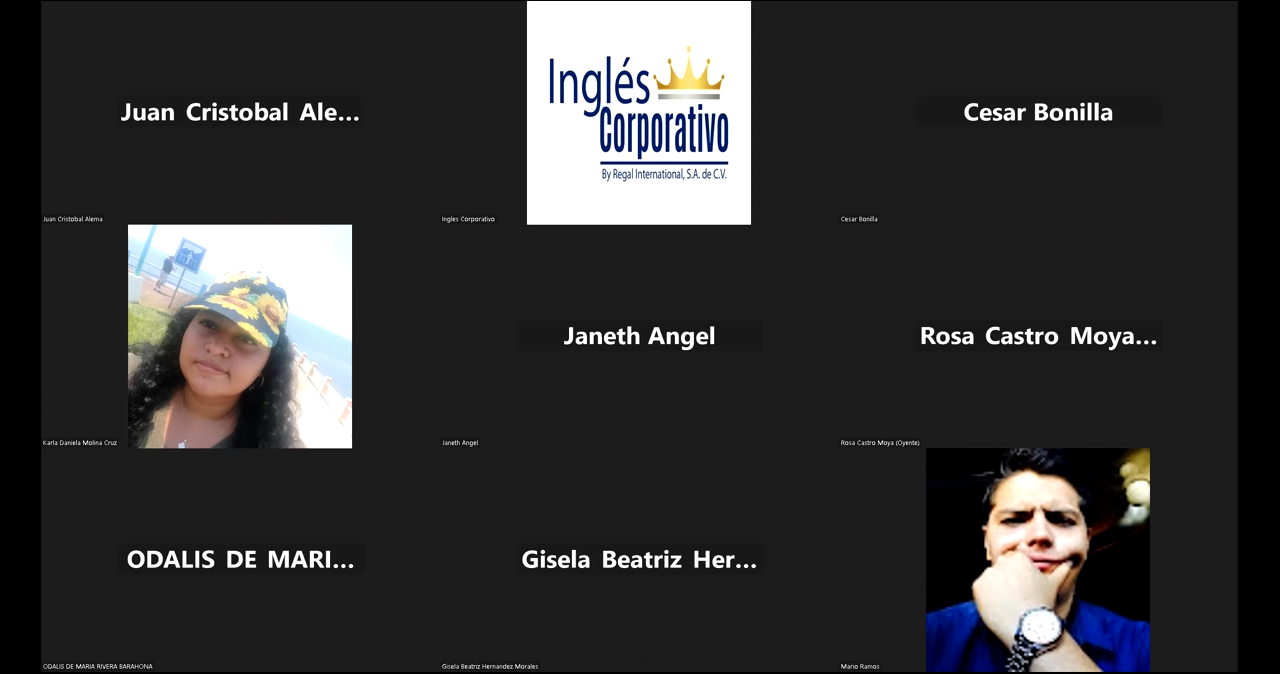 Juan Cristobal Ale...
Juan Cristobal Alema
Inglés
Corporativo
By Regal International, S.A. de C.V.
Ingles Corporativo
Cesar Bonilla
Cesar Bonilla
Karla Daniela Molina Cruz
Janeth Angel
Janeth Angel
Rosa Castro Moya...
Rosa Castro Moya (Oyente)
ODALIS DE MARI...
ODALIS DE MARIA RIVERA BARAHONA
Gisela Beatriz Her...
Gisela Beatriz Hernandez Morales
Mario Ramos